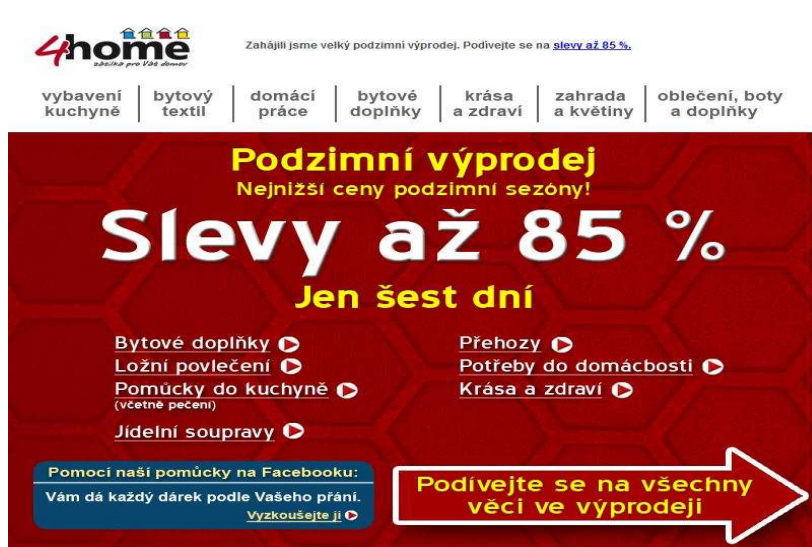 4home
zásilka pro Váš domov
Zahájili jsme velký podzimní výprodej. Podívejte se na slevy až 85 %.
vybavení kuchyně
bytový textil
domácí práce
bytové doplňky
krása a zdraví
zahrada a květiny
oblečení, boty a doplňky
Podzimní výprodej
Nejnižší ceny podzimní sezóny!
Slevy až 85 %
Jen šest dní
Bytové doplňky
Ložní povlečení
Pomůcky do kuchyně
(včetně pečení)
Jídelní soupravy
Přehozy
Potřeby do domácbosti
Krása a zdraví
Pomocí naší pomůcky na Facebooku:
Vám dá každý dárek podle Vašeho přání.
Vyzkoušejte ji
Podívejte se na všechny
věci ve výprodeji